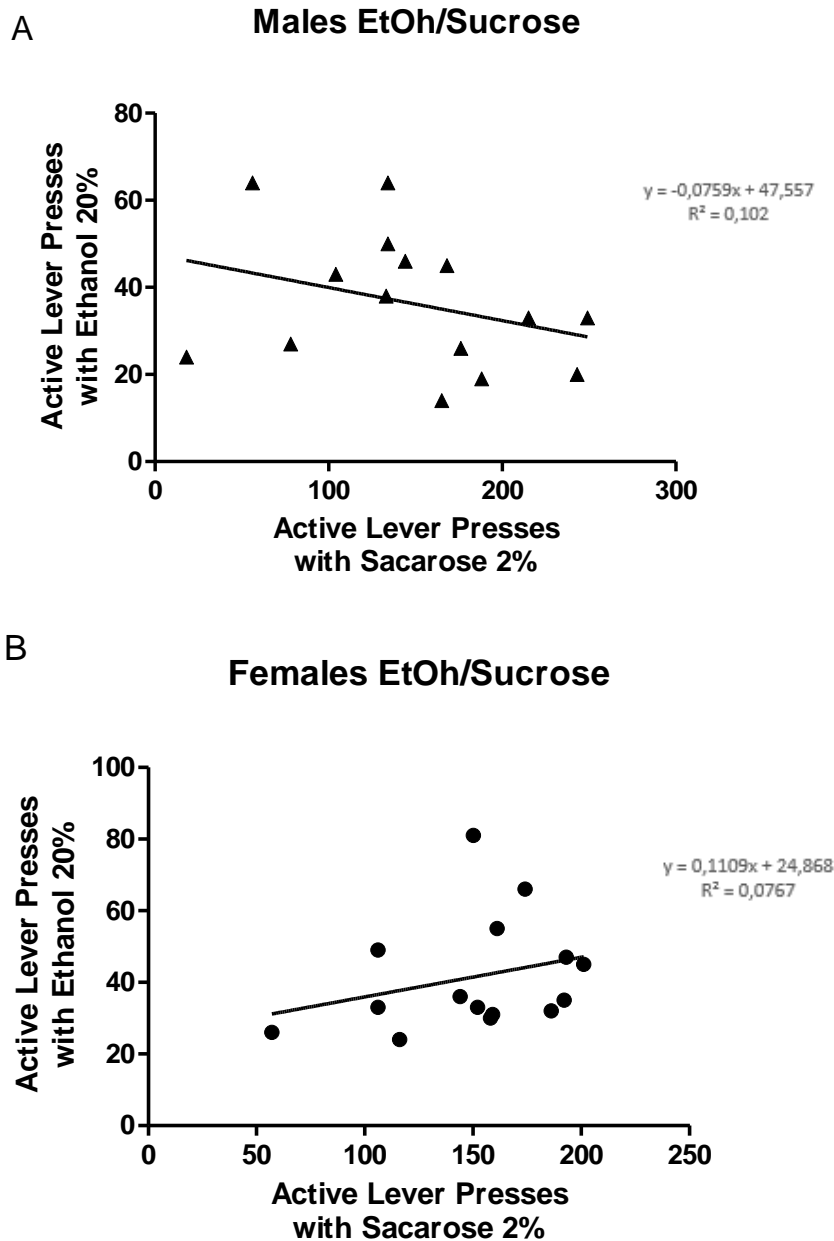 A
Males EtOh/Sucrose
Active Lever Presses
with Ethanol 20%
80
60
40
20
0
0 100 200 300
Active Lever Presses
with Sacarose 2%
y = -0,0759x + 47,557
R² = 0,102
B
Females EtOh/Sucrose
Active Lever Presses
with Ethanol 20%
100
80
60
40
20
0
0 50 100 150 200 250
Active Lever Presses
with Sacarose 2%
y = 0,1109x + 24,868
R² = 0,0767